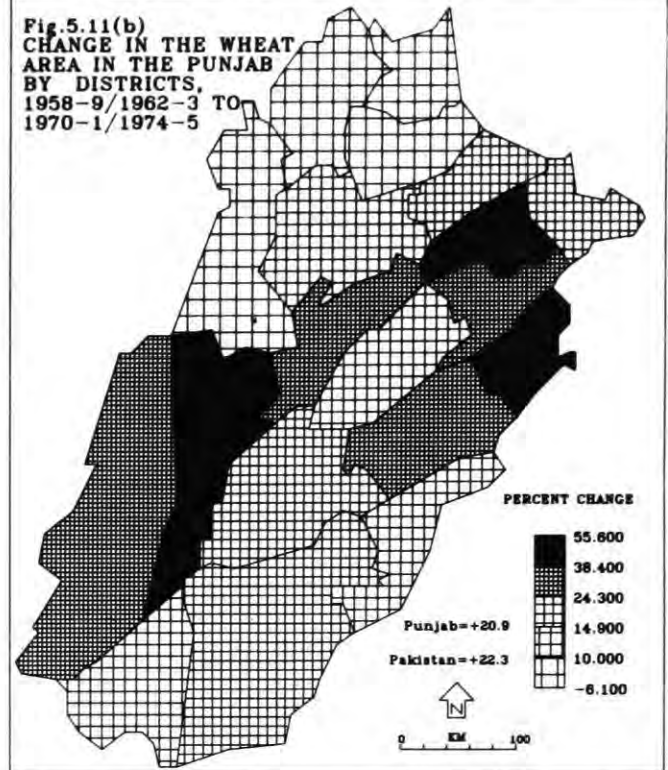 Fig.5.11(b)
CHANGE IN THE WHEAT
AREA IN THE PUNJAB
BY DISTRICTS,
1958-9/1962-3 TO
1970-1/1974-5
PERCENT CHANGE
55.600
38.400
24.300
14.900
10.000
-6.100
Punjab=+20.9
Pakistan=+22.3
N
0 KM 100